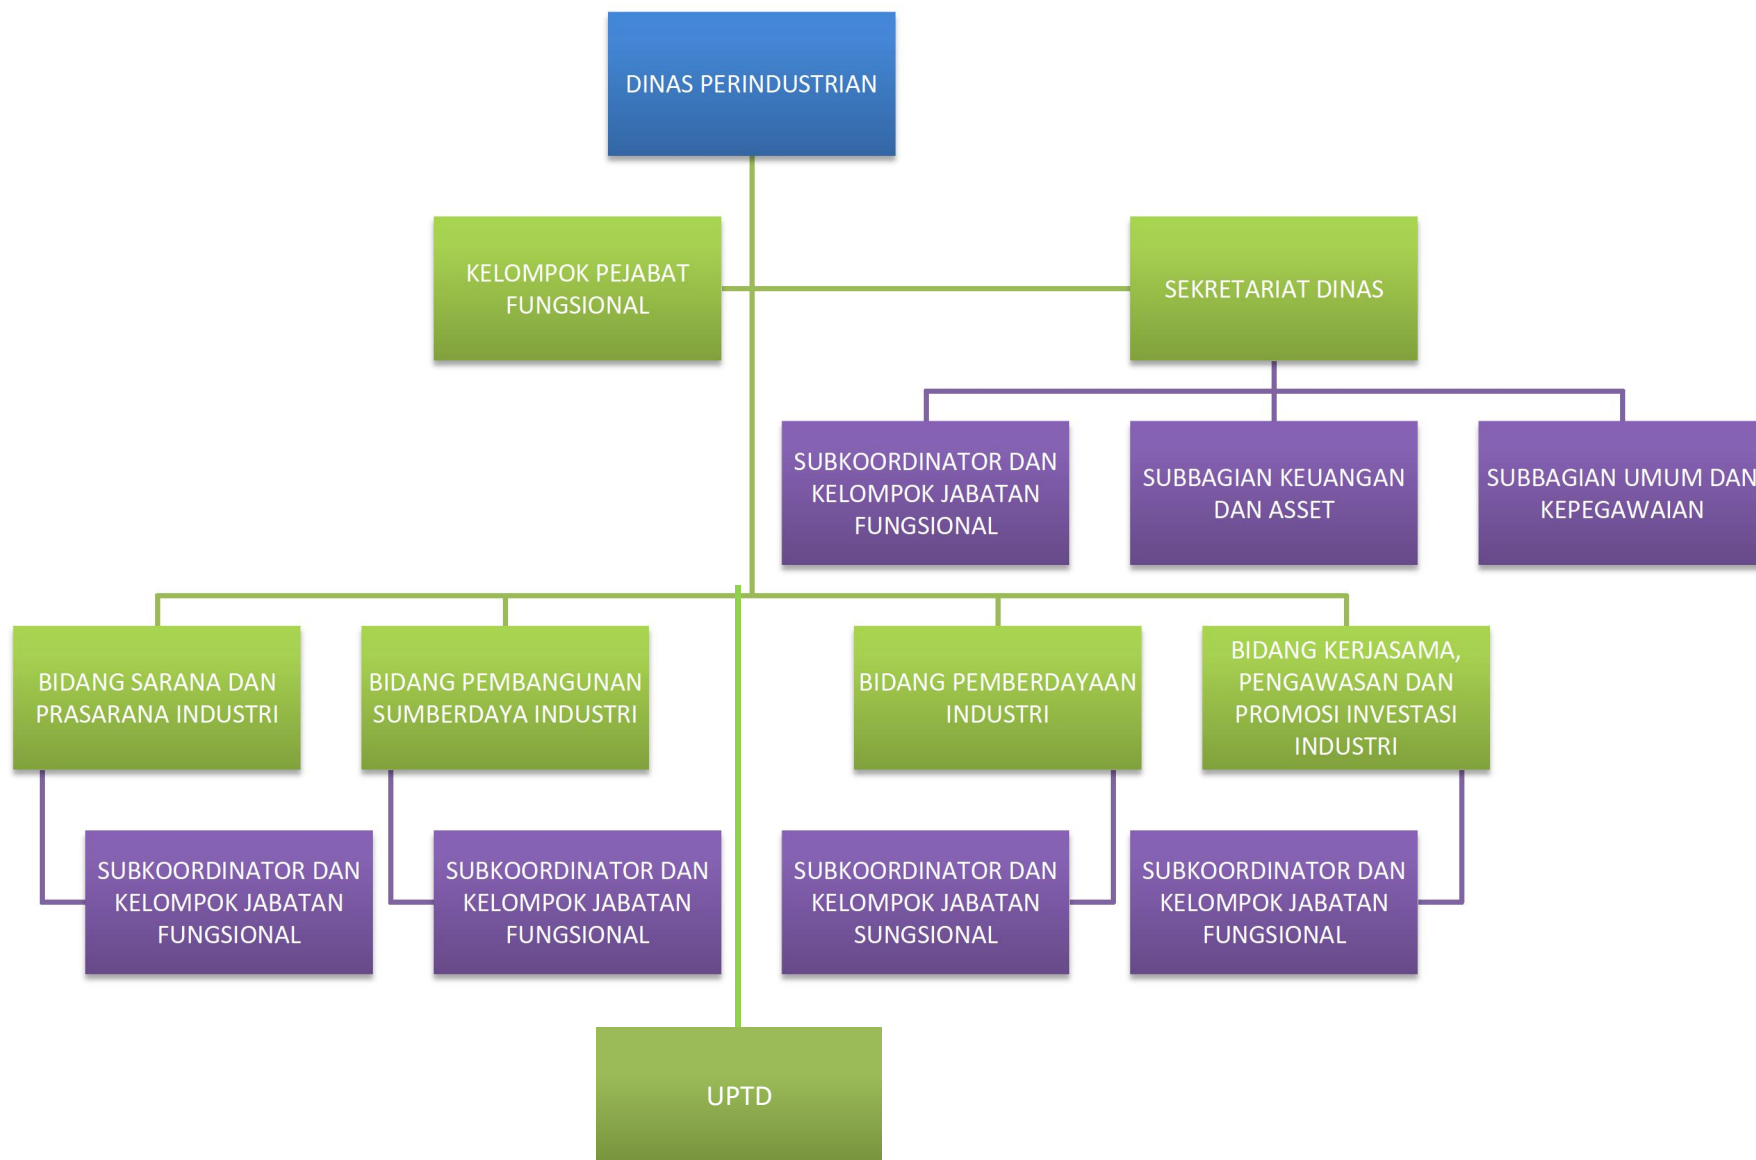 DINAS PERINDUSTRIAN
KELOMPOK PEJABAT
FUNGSIONAL
SEKRETARIAT DINAS
SUBKOORDINATOR DAN
KELOMPOK JABATAN
FUNGSIONAL
SUBBAGIAN KEUANGAN
DAN ASSET
SUBBAGIAN UMUM DAN
KEPEGAWAIAN
BIDANG SARANA DAN
PRASARANA INDUSTRI
BIDANG PEMBANGUNAN
SUMBERDAYA INDUSTRI
BIDANG PEMBERDAYAAN
INDUSTRI
BIDANG KERJASAMA,
PENGAWASAN DAN
PROMOSI INVESTASI
INDUSTRI
SUBKOORDINATOR DAN
KELOMPOK JABATAN
FUNGSIONAL
SUBKOORDINATOR DAN
KELOMPOK JABATAN
FUNGSIONAL
SUBKOORDINATOR DAN
KELOMPOK JABATAN
SUNGSIONAL
SUBKOORDINATOR DAN
KELOMPOK JABATAN
FUNGSIONAL
UPTD